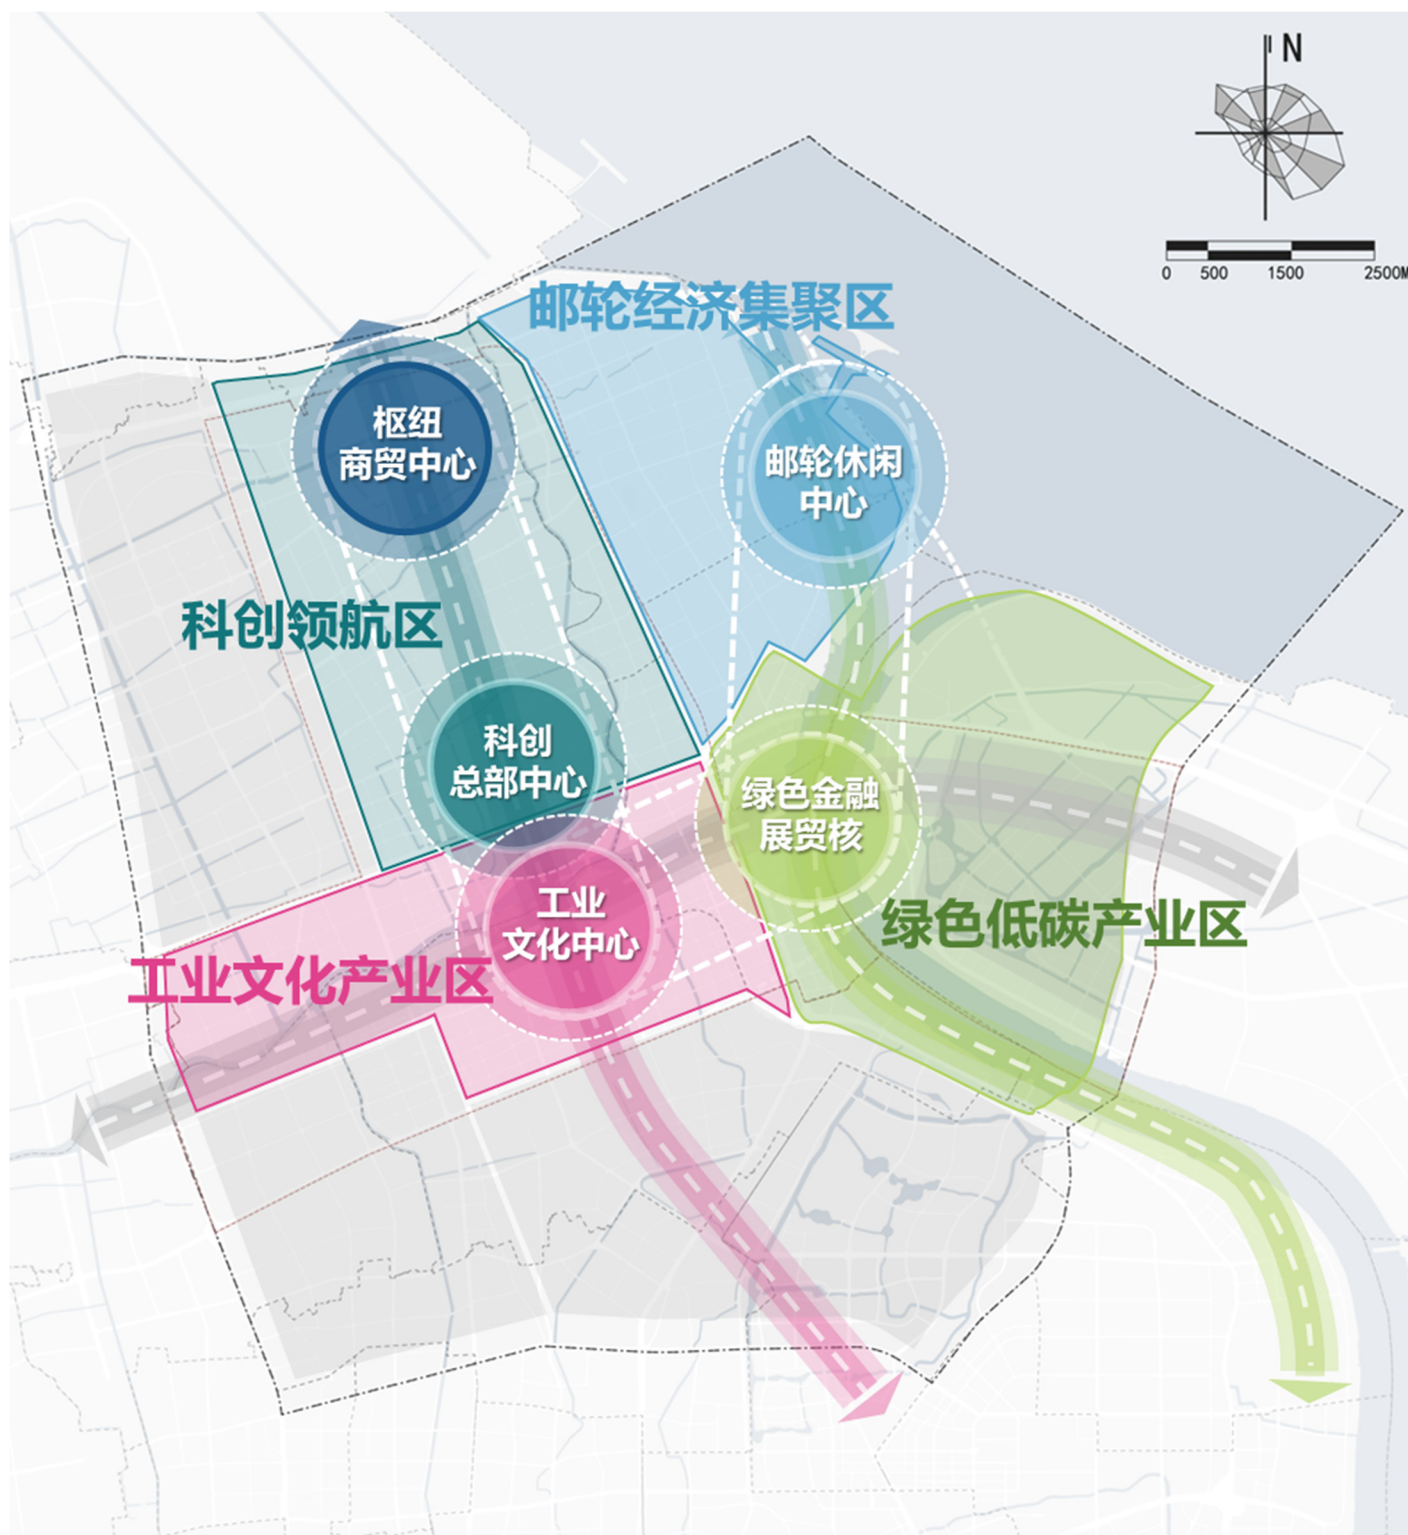 N
0 500 1500 2500M
邮轮经济集聚区
枢纽
商贸中心
邮轮休闲
中心
科创领航区
科创
总部中心
绿色金融
展贸核
工业
文化中心
绿色低碳产业区
工业文化产业区